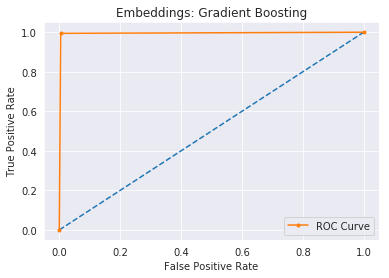 Embeddings: Gradient Boosting
1.0
0.8
0.6
0.4
0.2
0.0
True Positive Rate
0.0 0.2 0.4 0.6 0.8 1.0
False Positive Rate
ROC Curve